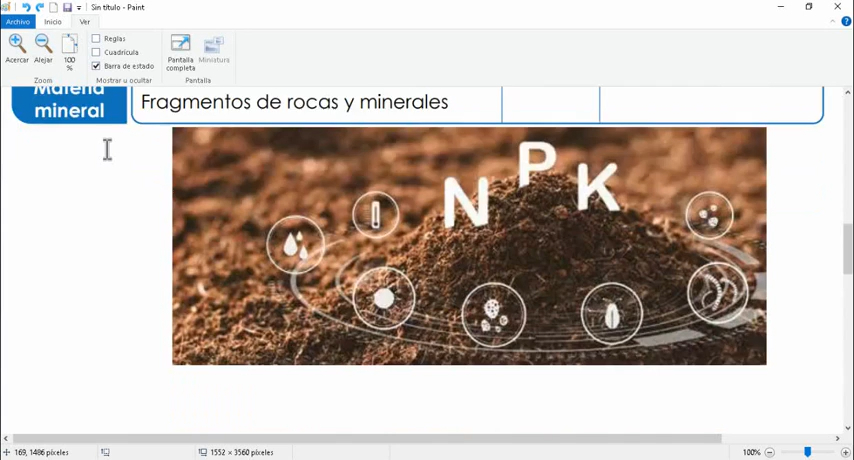 Sin título - Paint
Archivo Inicio Ver
Acercar Alejar 100 %
Zoom
Reglas
Cuadrícula
Barra de estado
Mostrar u ocultar
Pantalla completa Miniatura
Pantalla
Materia
mineral
Fragmentos de rocas y minerales
N P K
169, 1486 píxeles 1552 × 3560 píxeles 100%